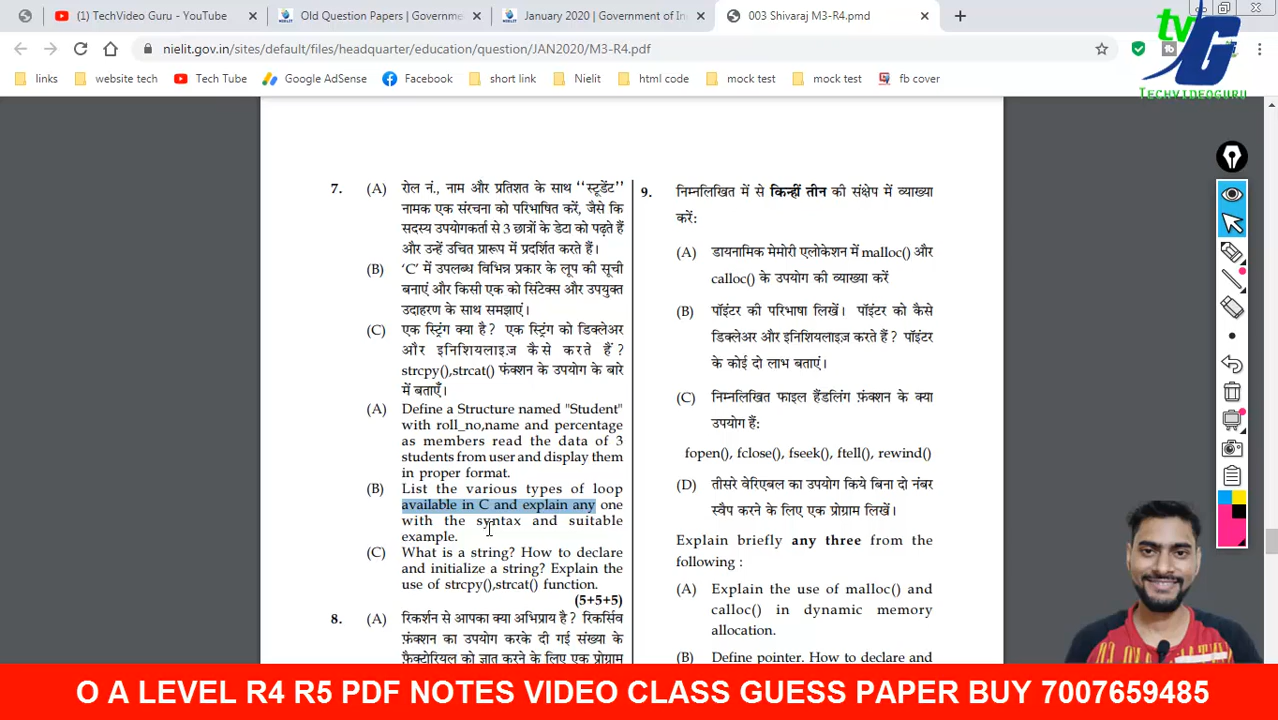 TechVideo Guru - YouTube
Old Question Papers | Governme
January 2020 | Government of In
003 Shivaraj M3-R4.pmd
nielit.gov.in/sites/default/files/headquarter/education/question/JAN2020/M3-R4.pdf
links
website tech
Tech Tube
Google AdSense
Facebook
short link
Nielit
html code
mock test
mock test
fb cover
tv
G
TECHVIDEOGURU
7. (A) रोल नं., नाम और प्रतिशत के साथ ‘‘स्टूडेंट’’
नामक एक संरचना को परिभाषित करें, जैसे कि
सदस्य उपयोगकर्ता से 3 छात्रों के डेटा को पढ़ते हैं
और उन्हें उचित प्रारूप में प्रदर्शित करते हैं।
(B) ‘C’ में उपलब्ध विभिन्न प्रकार के लूप की सूची
बनाएं और किसी एक को सिंटेक्स और उपयुक्त
उदाहरण के साथ समझाएं।
(C) एक स्ट्रिंग क्या है? एक स्ट्रिंग को डिक्लेअर
और इनिशियलाइज़ कैसे करते हैं?
strcpy(),strcat() फंक्शन के उपयोग के बारे
में बताएँ।
(A) Define a Structure named "Student"
with roll_no,name and percentage
as members read the data of 3
students from user and display them
in proper format.
(B) List the various types of loop
available in C and explain any one
with the syntax and suitable
example.
(C) What is a string? How to declare
and initialize a string? Explain the
use of strcpy(),strcat() function.
(5+5+5)
8. (A) रिकर्शन से आपका क्या अभिप्राय है? रिकर्सिव
फ़ंक्शन का उपयोग करके दी गई संख्या के
फ़ैक्टोरियल को ज्ञात करने के लिए एक प्रोग्राम
9. निम्नलिखित में से किन्हीं तीन की संक्षेप में व्याख्या
करें:
(A) डायनामिक मेमोरी एलोकेशन में malloc() और
calloc() के उपयोग की व्याख्या करें
(B) पॉइंटर की परिभाषा लिखें। पॉइंटर को कैसे
डिक्लेअर और इनिशियलाइज़ करते हैं? पॉइंटर
के कोई दो लाभ बताएं।
(C) निम्नलिखित फाइल हैंडलिंग फ़ंक्शन के क्या
उपयोग हैं:
fopen(), fclose(), fseek(), ftell(), rewind()
(D) तीसरे वेरिएबल का उपयोग किये बिना दो नंबर
स्वैप करने के लिए एक प्रोग्राम लिखें।
Explain briefly any three from the
following :
(A) Explain the use of malloc() and
calloc() in dynamic memory
allocation.
(B) Define pointer. How to declare and
O A LEVEL R4 R5 PDF NOTES VIDEO CLASS GUESS PAPER BUY 7007659485